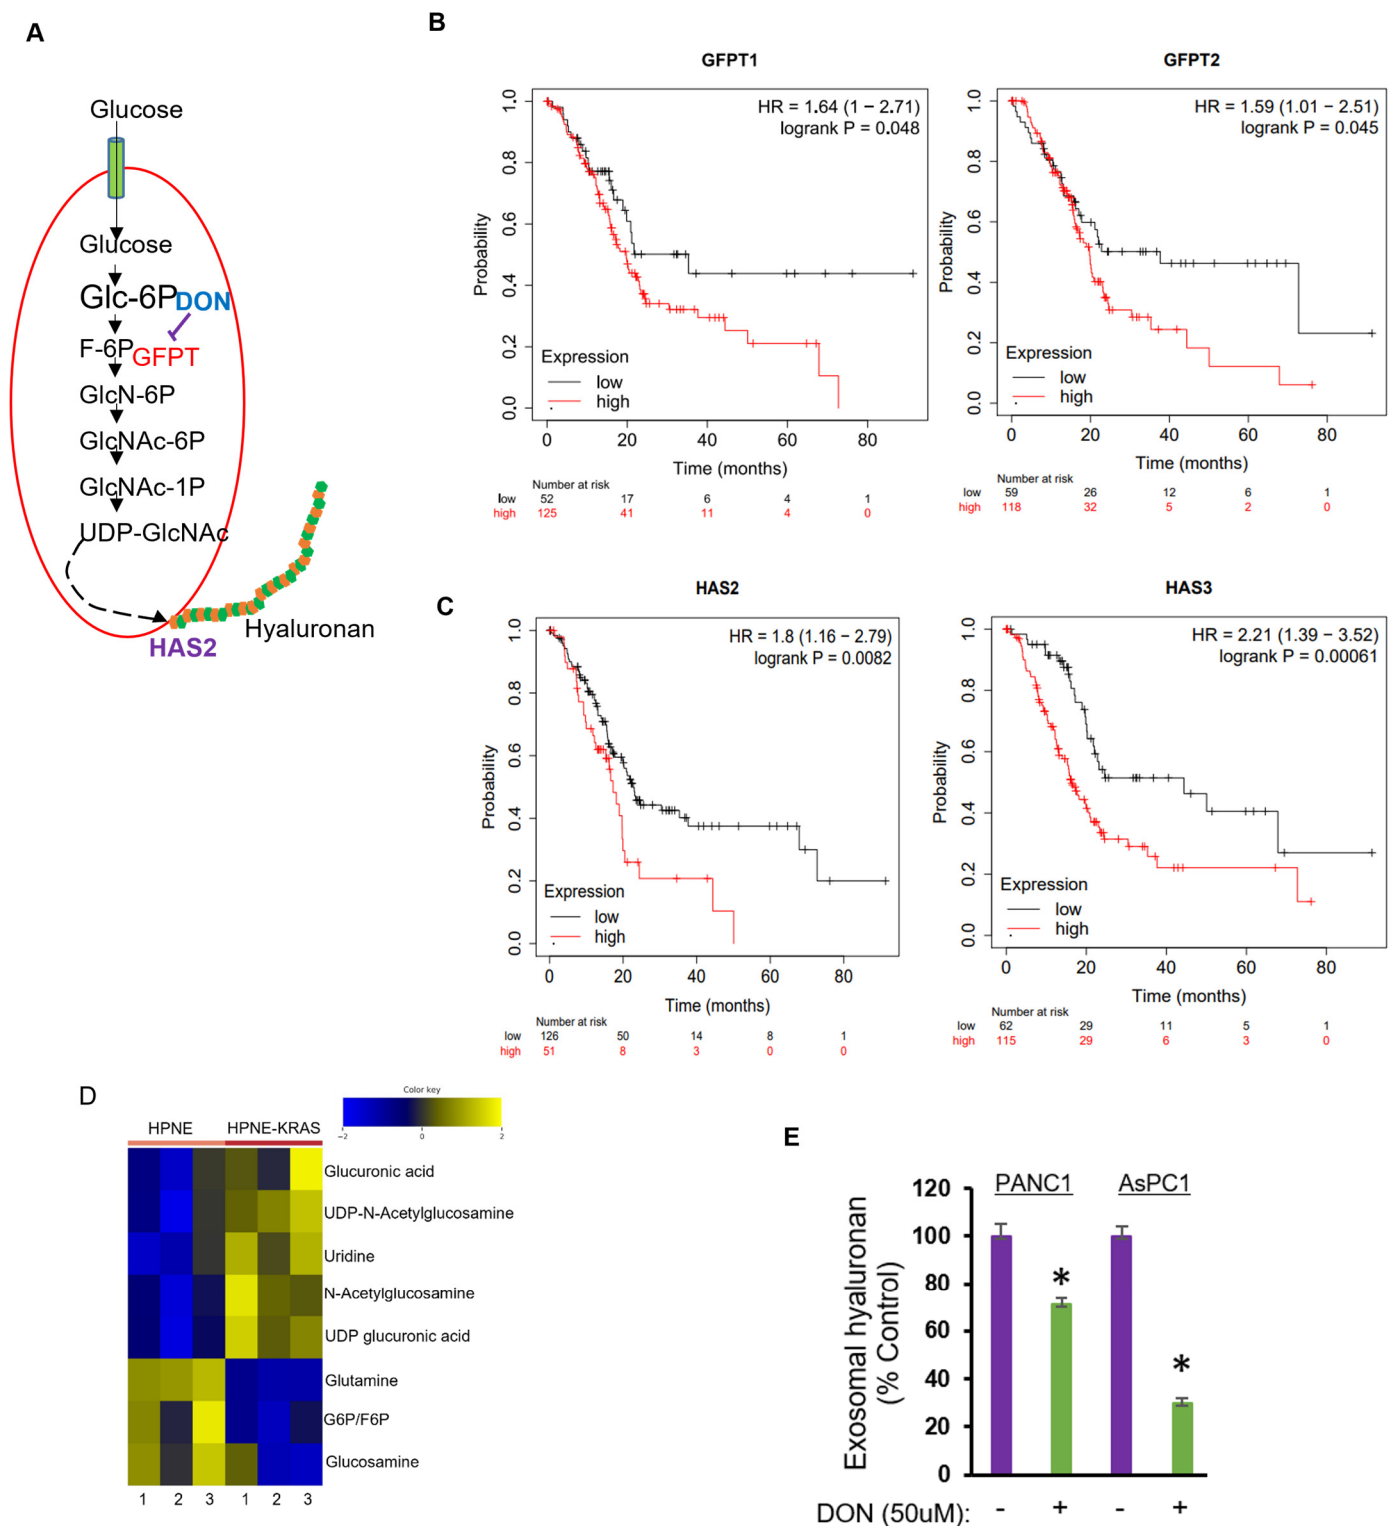 A
Glucose
Glucose
Glc-6P
DON
F-6P
GFPT
GlcN-6P
GlcNAc-6P
GlcNAc-1P
UDP-GlcNAc
HAS2
Hyaluronan
B
GFPT1
HR = 1.64 (1 − 2.71)
logrank P = 0.048
Probability
1.0
0.8
0.6
0.4
0.2
0.0
Expression
low
high
0 20 40 60 80
Time (months)
Number at risk
low 52 17 6 4 1
high 125 41 11 4 0
GFPT2
HR = 1.59 (1.01 − 2.51)
logrank P = 0.045
Probability
1.0
0.8
0.6
0.4
0.2
0.0
Expression
low
high
0 20 40 60 80
Time (months)
Number at risk
low 59 26 12 6 1
high 118 32 5 2 0
C
HAS2
HR = 1.8 (1.16 − 2.79)
logrank P = 0.0082
Probability
1.0
0.8
0.6
0.4
0.2
0.0
Expression
low
high
0 20 40 60 80
Time (months)
Number at risk
low 126 50 14 8 1
high 51 8 3 0 0
HAS3
HR = 2.21 (1.39 − 3.52)
logrank P = 0.00061
Probability
1.0
0.8
0.6
0.4
0.2
0.0
Expression
low
high
0 20 40 60 80
Time (months)
Number at risk
low 62 29 11 5 1
high 115 29 6 3 0
D
Color key
−2 0 2
HPNE HPNE-KRAS
Glucuronic acid
UDP-N-Acetylglucosamine
Uridine
N-Acetylglucosamine
UDP glucuronic acid
Glutamine
G6P/F6P
Glucosamine
1 2 3 1 2 3
E
PANC1 AsPC1
Exosomal hyaluronan
(% Control)
120
100
80
60
40
20
0
*
*
DON (50uM): - + - +